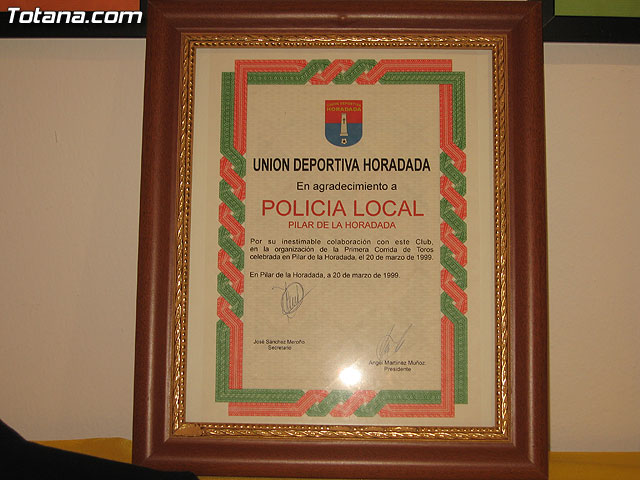 Totana.com
UNION DEPORTIVA
HORADADA
UNION DEPORTIVA HORADADA
En agradecimiento a
POLICIA LOCAL
PILAR DE LA HORADADA
Por su inestimable colaboración con este Club,
en la organización de la Primera Corrida de Toros
celebrada en Pilar de la Horadada, el 20 de marzo de 1999.
En Pilar de la Horadada, a 20 de marzo de 1999.
José Sánchez Meroño
Secretario
Angel Martínez Muñoz
Presidente